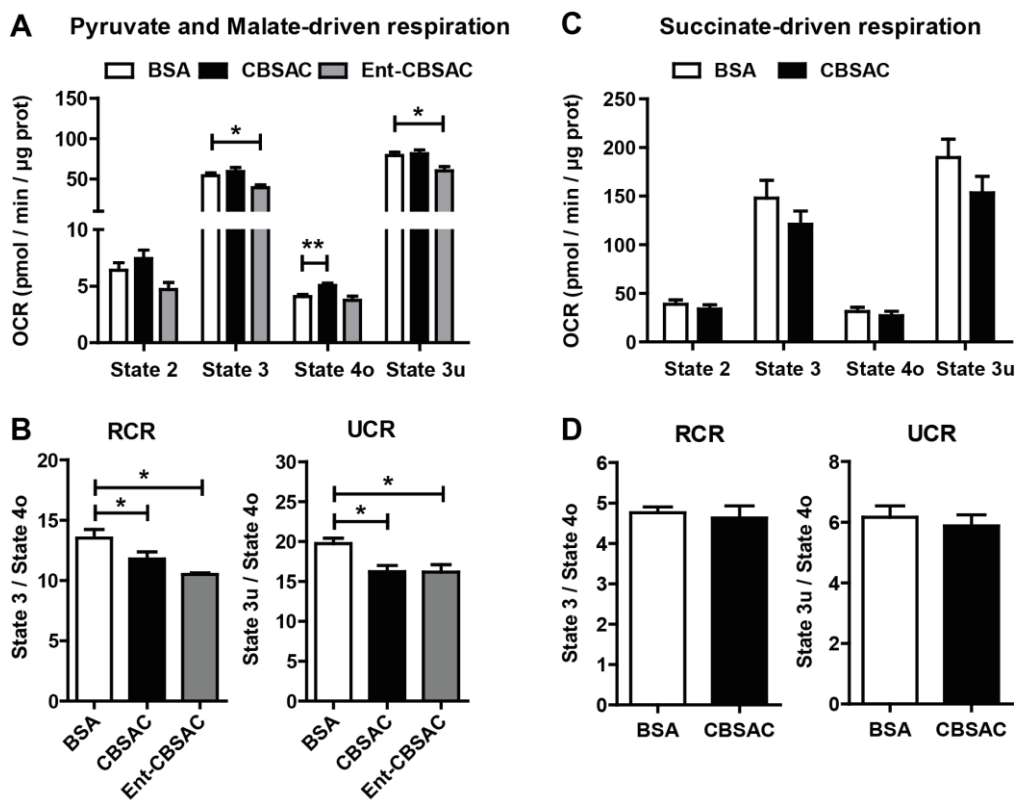 A Pyruvate and Malate-driven respiration
BSA CBSAC Ent-CBSAC
OCR (pmol / min / µg prot)
150
100
50
10
5
0
*
**
*
State 2 State 3 State 4o State 3u
B
RCR
State 3 / State 4o
20
15
10
5
0
*
*
BSA CBSAC Ent-CBSAC
UCR
State 3u / State 4o
30
25
20
15
10
5
0
*
*
BSA CBSAC Ent-CBSAC
C Succinate-driven respiration
BSA CBSAC
OCR (pmol / min / µg prot)
250
200
150
100
50
0
State 2 State 3 State 4o State 3u
D
RCR
State 3 / State 4o
6
5
4
3
2
1
0
BSA CBSAC
UCR
State 3u / State 4o
8
6
4
2
0
BSA CBSAC